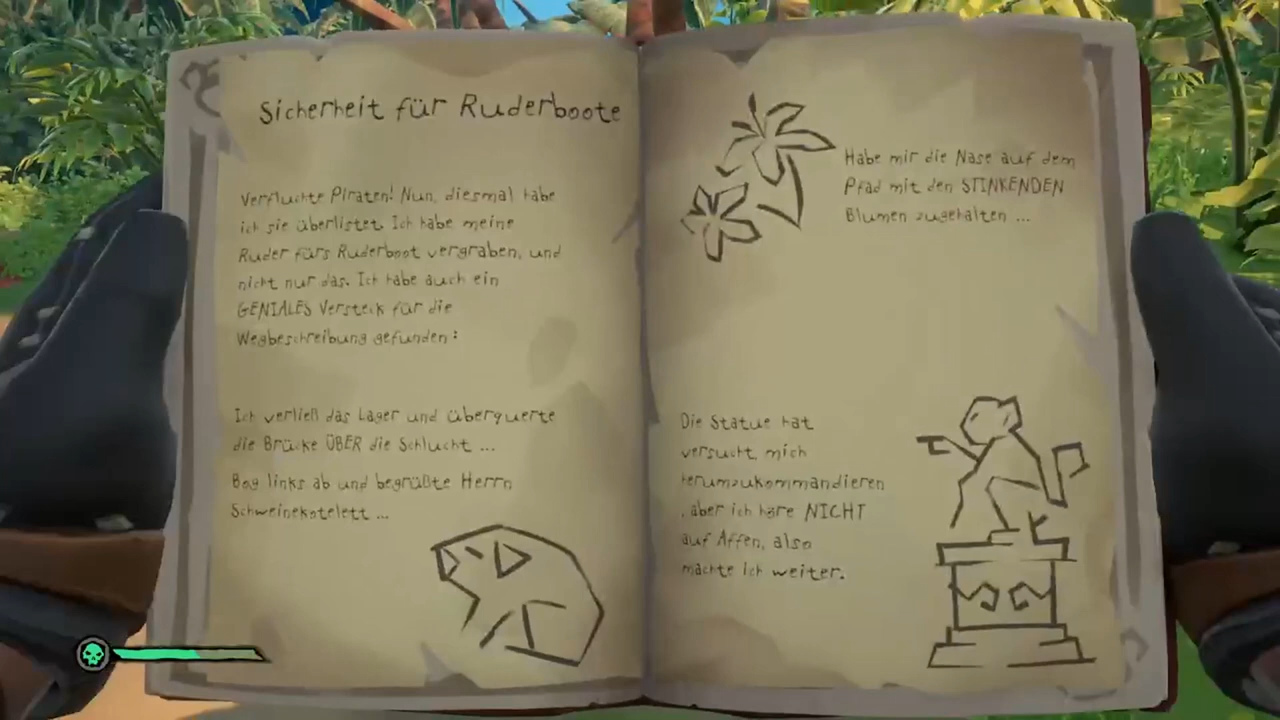 Sicherheit für Ruderboote
Verfluchte Piraten! Nun, diesmal habe
ich sie überlistet. Ich habe meine
Ruder fürs Ruderboot vergraben, und
nicht nur das. Ich habe auch ein
GENIALES Versteck für die
Wegbeschreibung gefunden:
Ich verließ das Lager und überquerte
die Brücke ÜBER die Schlucht ...
Bog links ab und begrüßte Herrn
Schweinekotelett ...
Habe mir die Nase auf dem
Pfad mit den STINKENDEN
Blumen zugehalten ...
Die Statue hat
versucht, mich
herumzukommandieren
, aber ich höre NICHT
auf Affen, also
machte ich weiter.